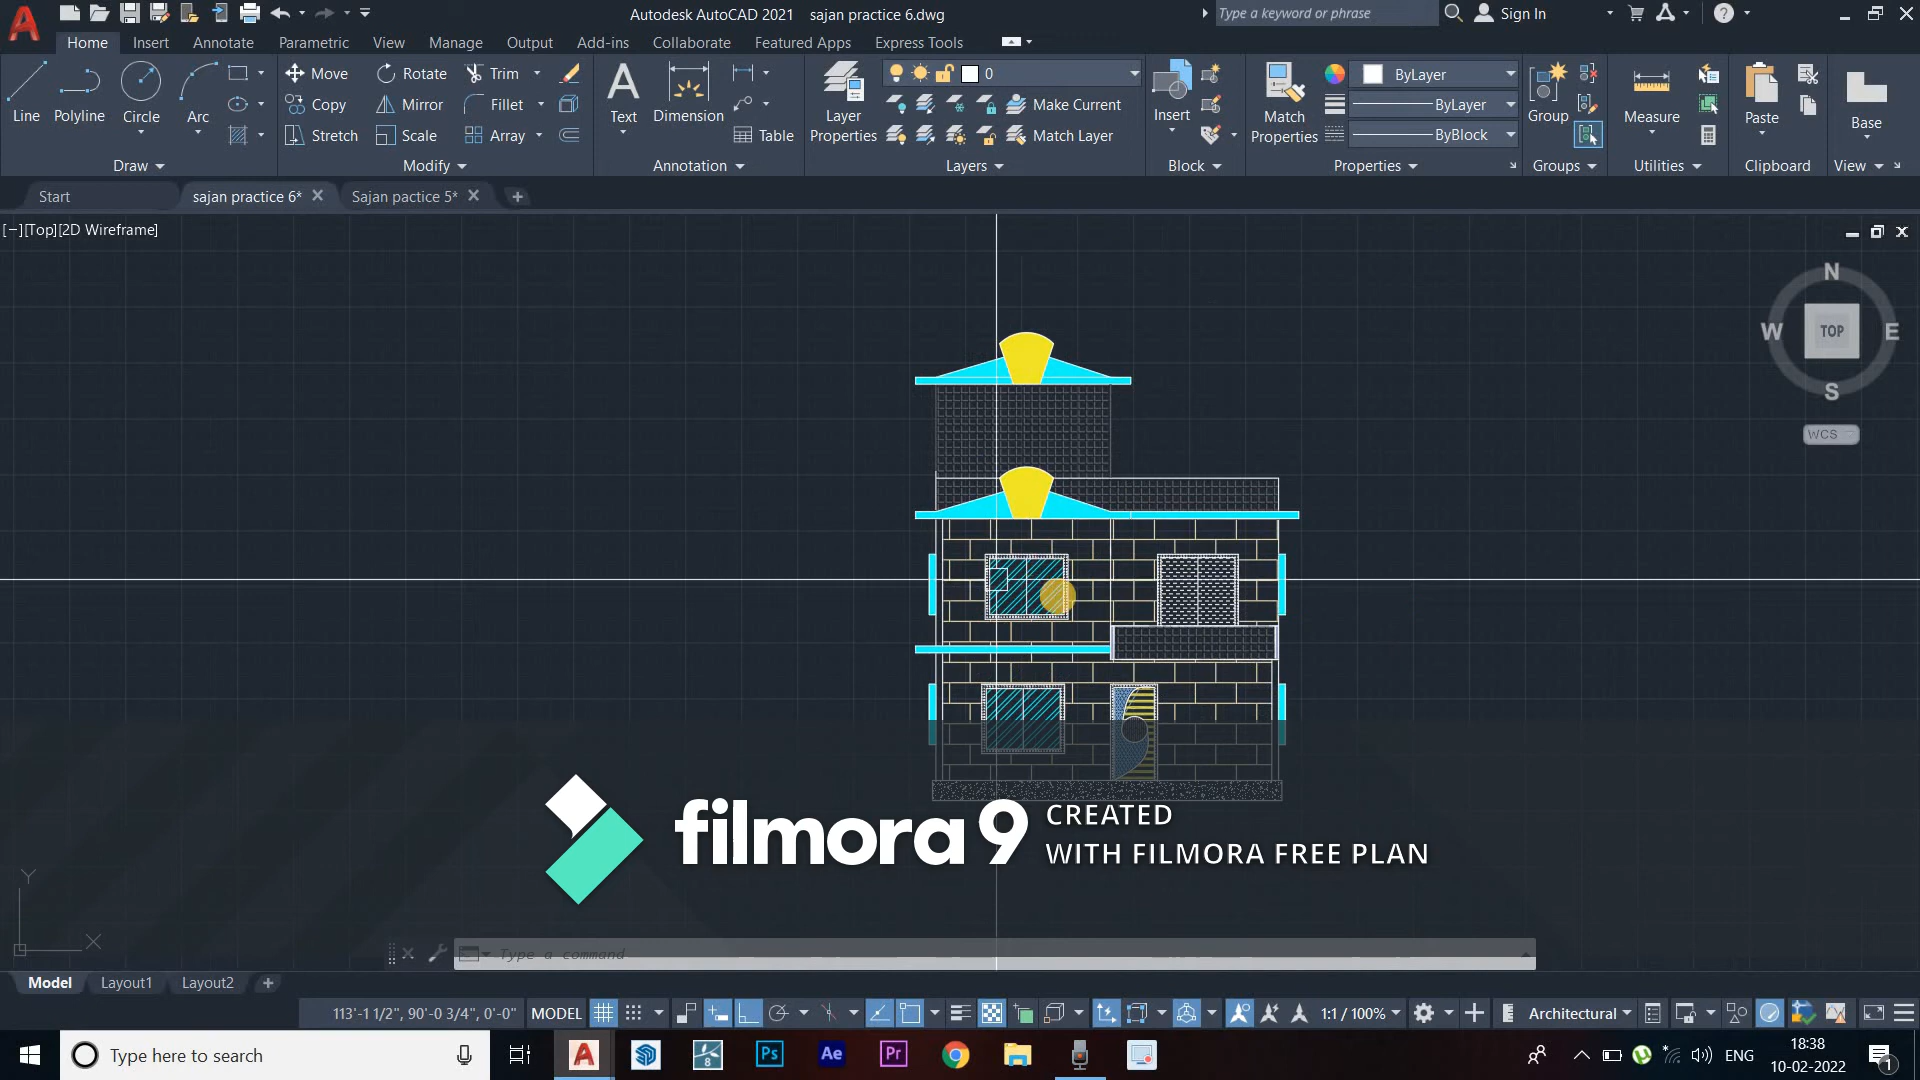 Autodesk AutoCAD 2021 sajan practice 6.dwg
Type a keyword or phrase
Sign In
Home Insert Annotate Parametric View Manage Output Add-ins Collaborate Featured Apps Express Tools
Line Polyline Circle Arc
Move Rotate Trim
Copy Mirror Fillet
Stretch Scale Array
Text Dimension Table
Layer Properties
0
Make Current
Match Layer
Insert
Match Properties
ByLayer
ByLayer
ByBlock
Group
Measure
Paste
Base
Draw Modify Annotation Layers Block Properties Groups Utilities Clipboard View
Start sajan practice 6* Sajan pactice 5*
[−][Top][2D Wireframe]
N
W TOP E
S
WCS
filmora 9
CREATED
WITH FILMORA FREE PLAN
Y
X
Type a command
Model Layout1 Layout2
113'-1 1/2", 90'-0 3/4", 0'-0" MODEL 1:1 / 100% Architectural
Type here to search
8 Ps Ae Pr
ENG
18:38
10-02-2022
1